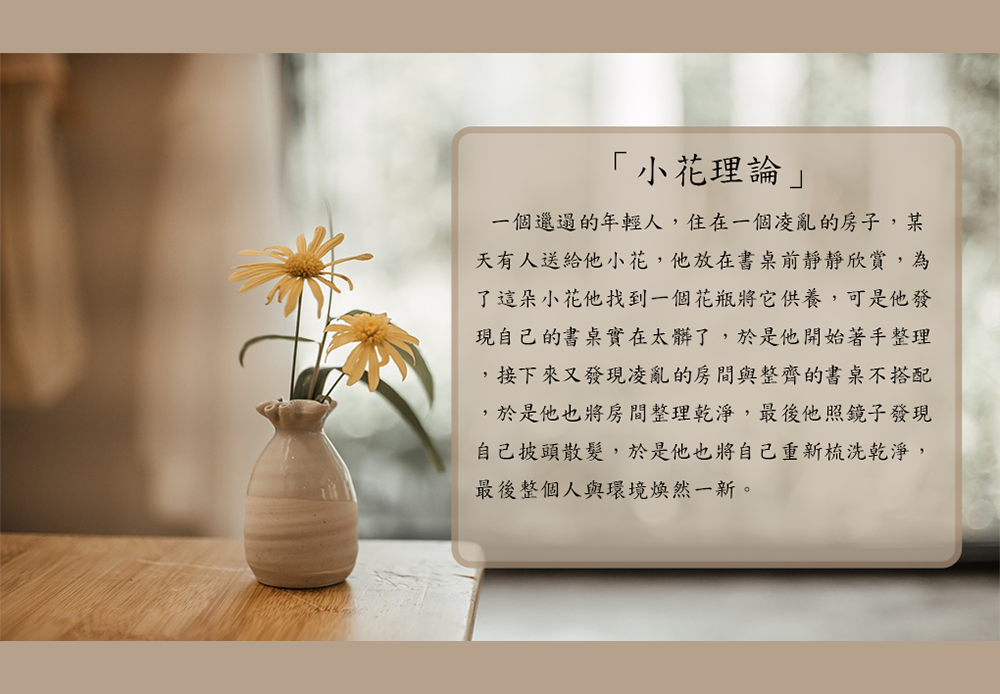 「小花理論」
一個邋遢的年輕人，住在一個凌亂的房子，某
天有人送給他小花，他放在書桌前靜靜欣賞，為
了這朵小花他找到一個花瓶將它供養，可是他發
現自己的書桌實在太髒了，於是他開始著手整理
，接下來又發現凌亂的房間與整齊的書桌不搭配
，於是他也將房間整理乾淨，最後他照鏡子發現
自己披頭散髮，於是他也將自己重新梳洗乾淨，
最後整個人與環境煥然一新。